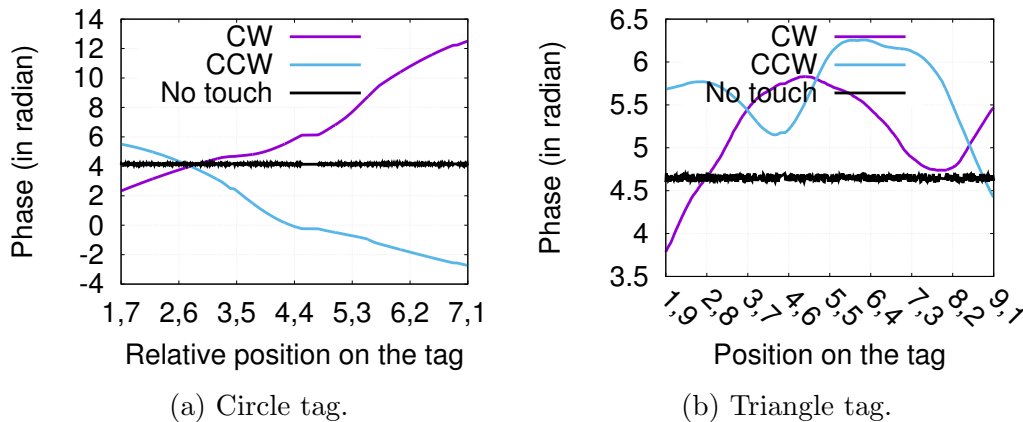 Phase (in radian)
14
12
10
8
6
4
2
0
-2
-4
CW
CCW
No touch
1,7 2,6 3,5 4,4 5,3 6,2 7,1
Relative position on the tag
(a) Circle tag.
Phase (in radian)
6.5
6
5.5
5
4.5
4
3.5
CW
CCW
No touch
1,9 2,8 3,7 4,6 5,5 6,4 7,3 8,2 9,1
Position on the tag
(b) Triangle tag.